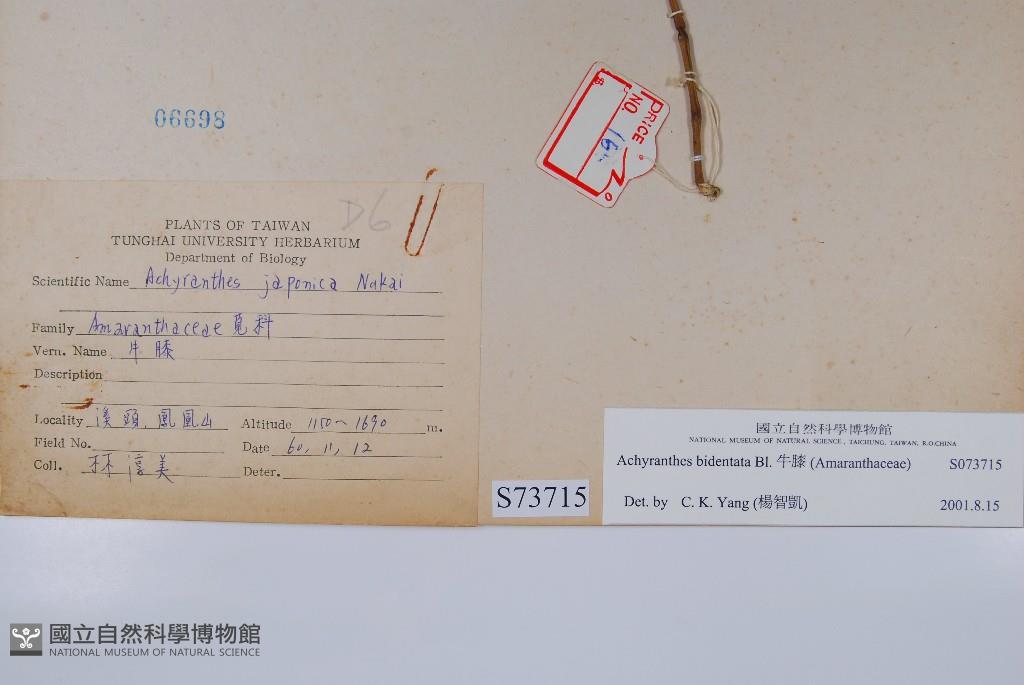 06698
PRICE
NO.
D6
PLANTS OF TAIWAN
TUNGHAI UNIVERSITY HERBARIUM
Department of Biology
Scientific Name Achyranthes japonica Nakai
Family Amaranthaceae 莧科
Vern. Name 牛膝
Description
Locality 溪頭,鳳凰山 Altitude 1150~1690 m.
Field No. Date 60, 11, 12
Coll. 林淳美 Deter.
S73715
國立自然科學博物館
NATIONAL MUSEUM OF NATURAL SCIENCE., TAICHUNG, TAIWAN, R.O.CHINA
Achyranthes bidentata Bl. 牛膝 (Amaranthaceae) S073715
Det. by C. K. Yang (楊智凱) 2001.8.15
國立自然科學博物館
NATIONAL MUSEUM OF NATURAL SCIENCE